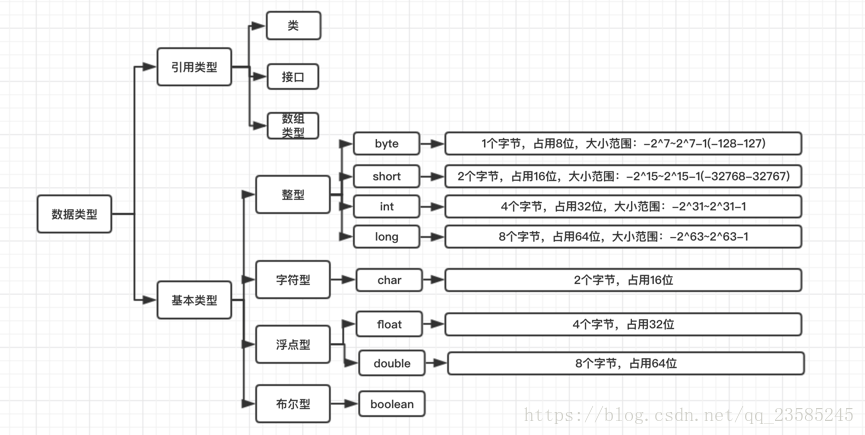 类
引用类型
接口
数组
类型
byte
1个字节，占用8位，大小范围：-2^7~2^7-1(-128-127)
short
2个字节，占用16位，大小范围：-2^15~2^15-1(-32768-32767)
整型
int
4个字节，占用32位，大小范围：-2^31~2^31-1
数据类型
long
8个字节，占用64位，大小范围：-2^63~2^63-1
字符型
char
2个字节，占用16位
基本类型
float
4个字节，占用32位
浮点型
double
8个字节，占用64位
布尔型
boolean
https://blog.csdn.net/qq_23585245